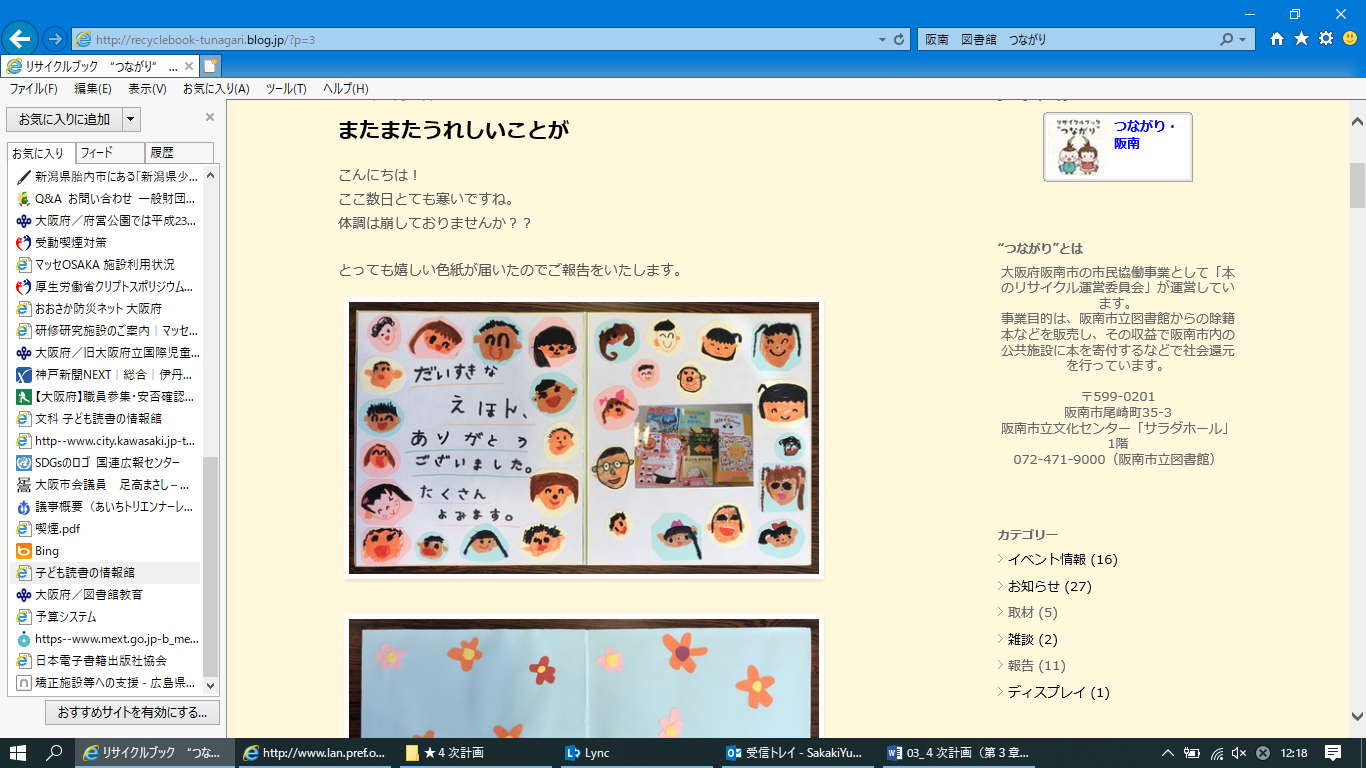 http://recyclebook-tunagari.blog.jp/?p=3
阪南　図書館　つながり
リサイクルブック　“つながり”　...
ファイル(F)　編集(E)　表示(V)　お気に入り(A)　ツール(T)　ヘルプ(H)
お気に入りに追加
お気に入り　フィード　履歴
新潟県胎内市にある「新潟県少...
Q&A お問い合わせ 一般財団...
大阪府／府営公園では平成23...
受動喫煙対策
マッセOSAKA 施設利用状況
厚生労働省クリプトスポリジウム...
おおさか防災ネット 大阪府
研修研究施設のご案内｜マッセ...
大阪府／旧大阪府立国際児童...
神戸新聞NEXT｜総合｜伊丹...
【大阪府】職員参集・安否確認...
文科 子ども読書の情報館
http--www.city.kawasaki.jp-t...
SDGsのロゴ 国連広報センター
大阪市会議員　足高まさし－...
議事概要（あいちトリエンナーレ...
喫煙.pdf
Bing
子ども読書の情報館
大阪府／図書館教育
予算システム
https--www.mext.go.jp-b_me...
日本電子書籍出版社協会
矯正施設等への支援 - 広島県...
おすすめサイトを有効にする...
またまたうれしいことが
こんにちは！
ここ数日とても寒いですね。
体調は崩しておりませんか？？
とっても嬉しい色紙が届いたのでご報告をいたします。
だいすきな
えほん、
ありがとう
ございました。
たくさん
よみます。
リサイクルブック
つながり
つながり・
阪南
“つながり”とは
大阪府阪南市の市民協働事業として「本
のリサイクル運営委員会」が運営してい
ます。
事業目的は、阪南市立図書館からの除籍
本などを販売し、その収益で阪南市内の
公共施設に本を寄付するなどで社会還元
を行っています。
〒599-0201
阪南市尾崎町35-3
阪南市立文化センター「サラダホール」
1階
072-471-9000（阪南市立図書館）
カテゴリー
イベント情報 (16)
お知らせ (27)
取材 (5)
雑談 (2)
報告 (11)
ディスプレイ (1)
リサイクルブック　“つな...
http://www.lan.pref.o...
★４次計画
Lync
受信トレイ - SakakiYu...
03_４次計画（第３章...
12:18